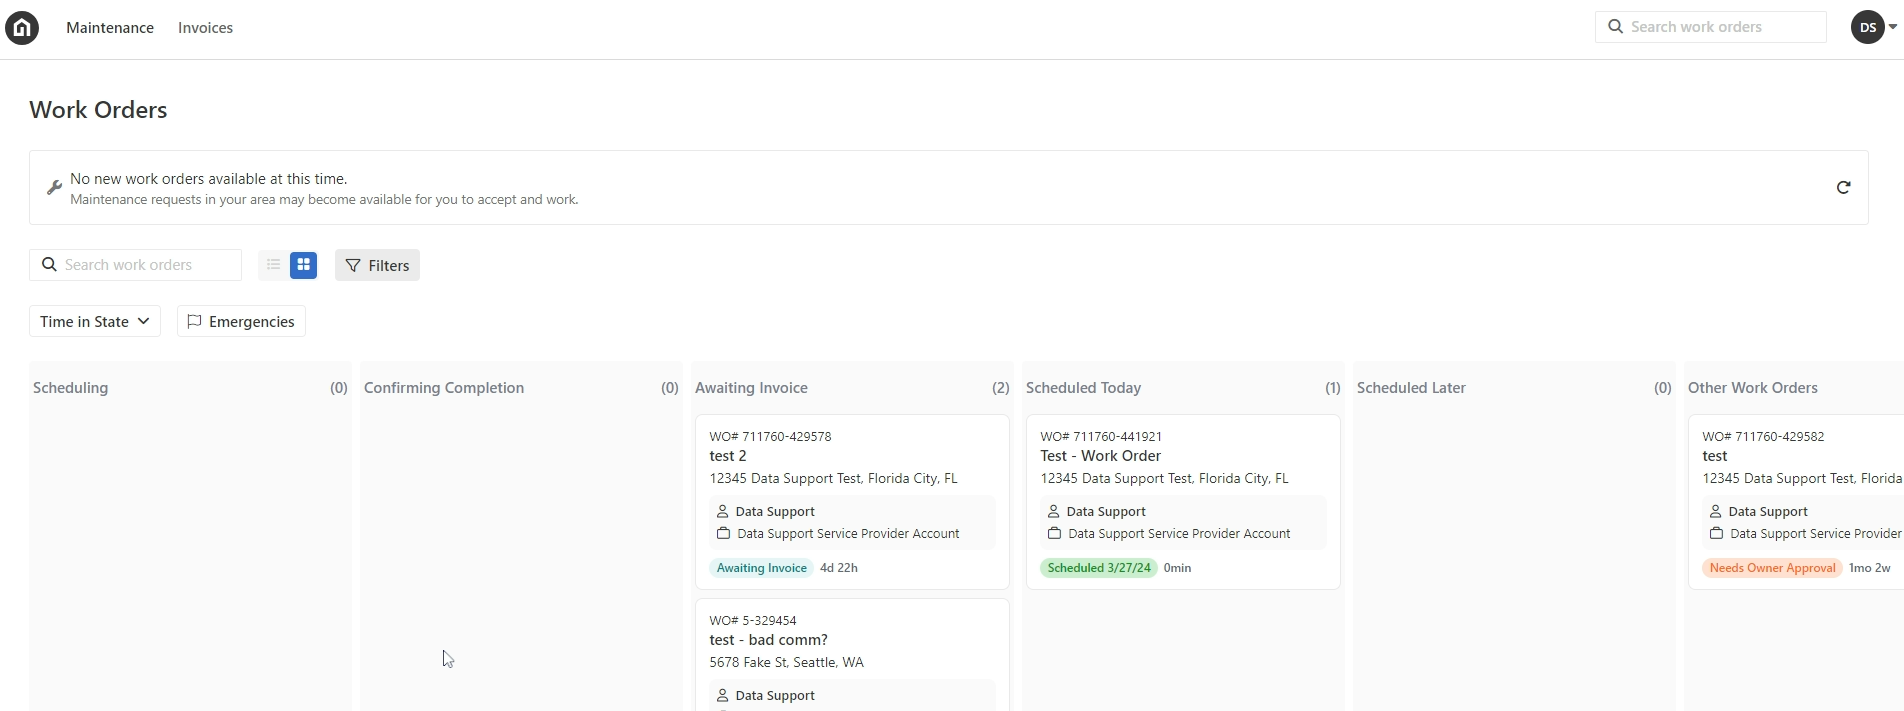 Maintenance
Invoices
Search work orders
DS
Work Orders
No new work orders available at this time.
Maintenance requests in your area may become available for you to accept and work.
Search work orders
Filters
Time in State
Emergencies
Scheduling (0)
Confirming Completion (0)
Awaiting Invoice (2)
WO# 711760-429578
test 2
12345 Data Support Test, Florida City, FL
Data Support
Data Support Service Provider Account
Awaiting Invoice 4d 22h
WO# 5-329454
test - bad comm?
5678 Fake St, Seattle, WA
Data Support
Scheduled Today (1)
WO# 711760-441921
Test - Work Order
12345 Data Support Test, Florida City, FL
Data Support
Data Support Service Provider Account
Scheduled 3/27/24 0min
Scheduled Later (0)
Other Work Orders
WO# 711760-429582
test
12345 Data Support Test, Florida
Data Support
Data Support Service Provider
Needs Owner Approval 1mo 2w